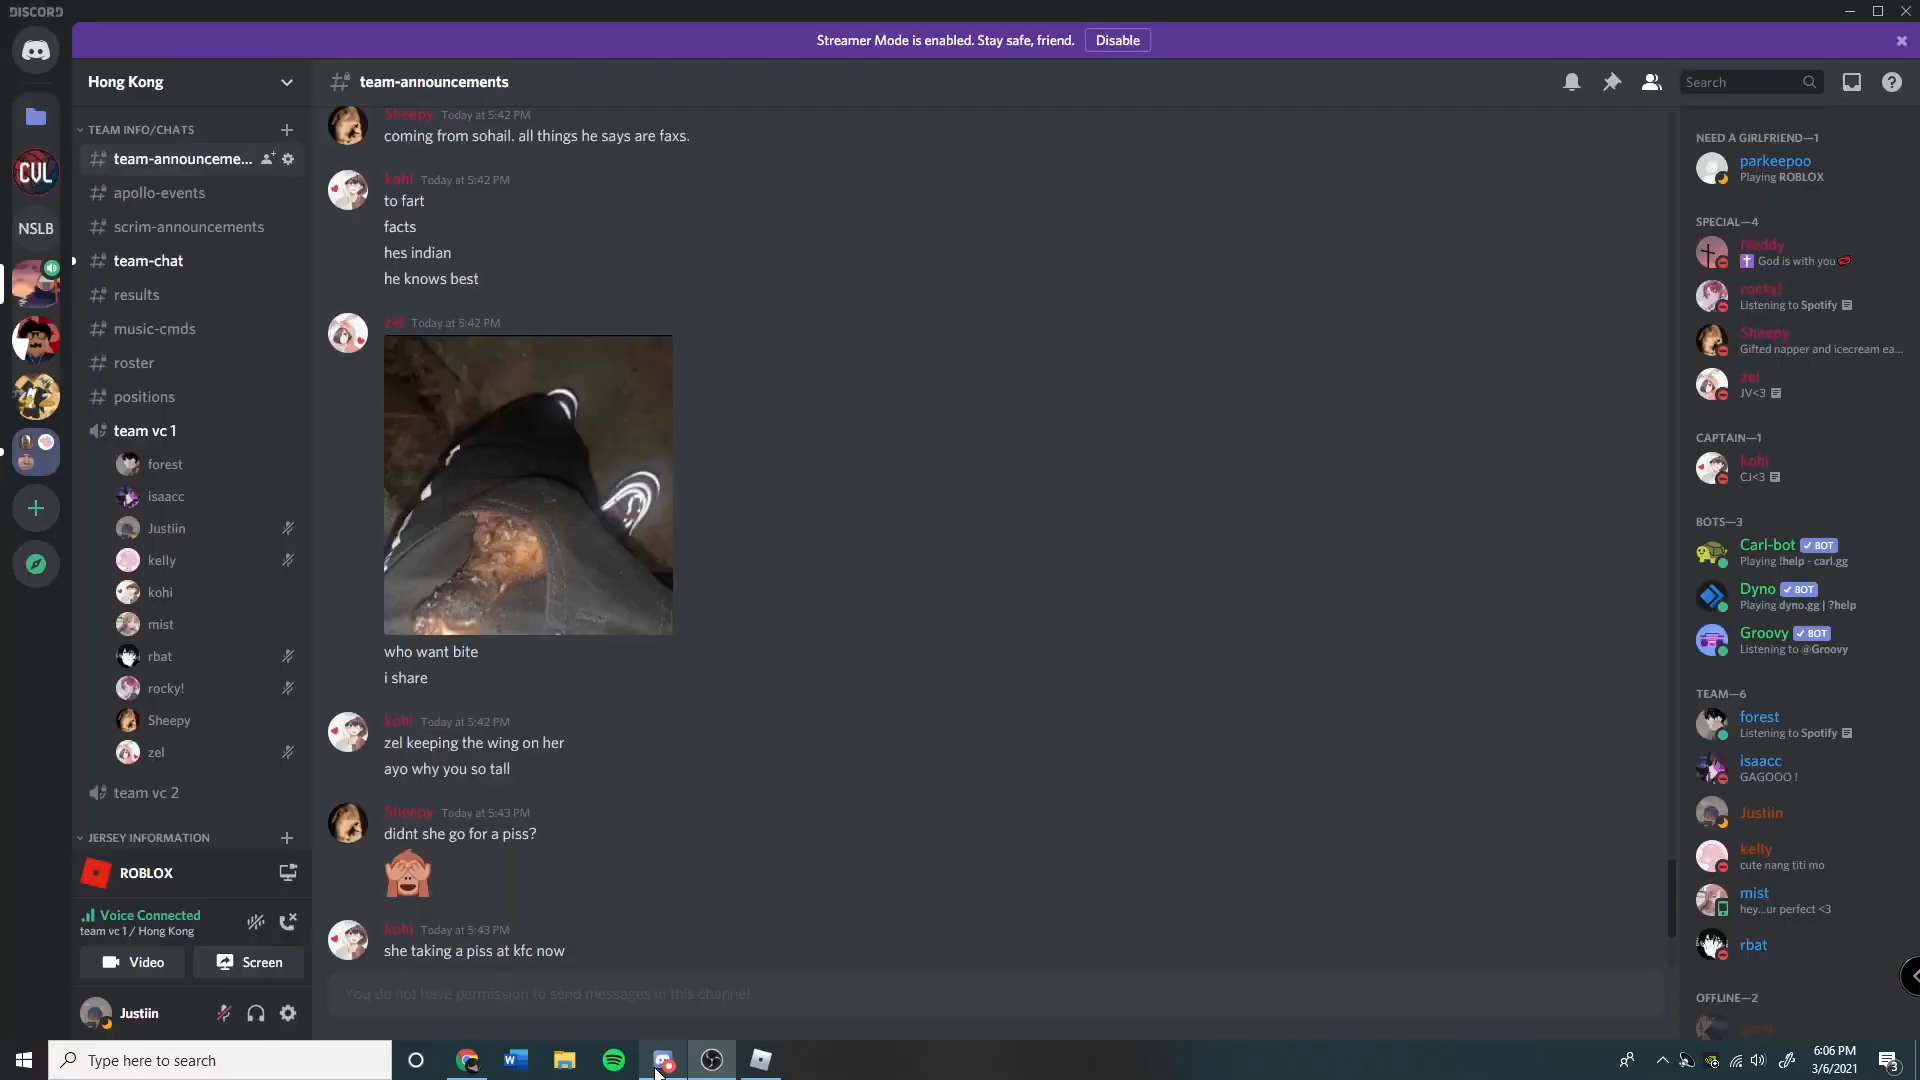 DISCORD
Streamer Mode is enabled. Stay safe, friend.
Disable
Hong Kong
team-announcements
Search
TEAM INFO/CHATS
team-announceme...
apollo-events
scrim-announcements
team-chat
results
music-cmds
roster
positions
team vc 1
forest
isaacc
Justiin
kelly
kohi
mist
rbat
rocky!
Sheepy
zel
team vc 2
JERSEY INFORMATION
ROBLOX
Voice Connected
team vc 1 / Hong Kong
Video
Screen
Justiin
CVL
NSLB
Sheepy Today at 5:42 PM
coming from sohail. all things he says are faxs.
kohi Today at 5:42 PM
to fart
facts
hes indian
he knows best
zel Today at 5:42 PM
who want bite
i share
kohi Today at 5:42 PM
zel keeping the wing on her
ayo why you so tall
Sheepy Today at 5:43 PM
didnt she go for a piss?
kohi Today at 5:43 PM
she taking a piss at kfc now
You do not have permission to send messages in this channel.
NEED A GIRLFRIEND—1
parkeepoo
Playing ROBLOX
SPECIAL—4
God is with you
rocky!
Listening to Spotify
Sheepy
Gifted napper and icecream ea...
zel
JV<3
CAPTAIN—1
kohi
CJ<3
BOTS—3
Carl-bot BOT
Playing !help - carl.gg
Dyno BOT
Playing dyno.gg | ?help
Groovy BOT
Listening to @Groovy
TEAM—6
forest
Listening to Spotify
isaacc
GAGOOO !
Justiin
kelly
cute nang titi mo
mist
hey...ur perfect <3
rbat
OFFLINE—2
Type here to search
6:06 PM
3/6/2021
3